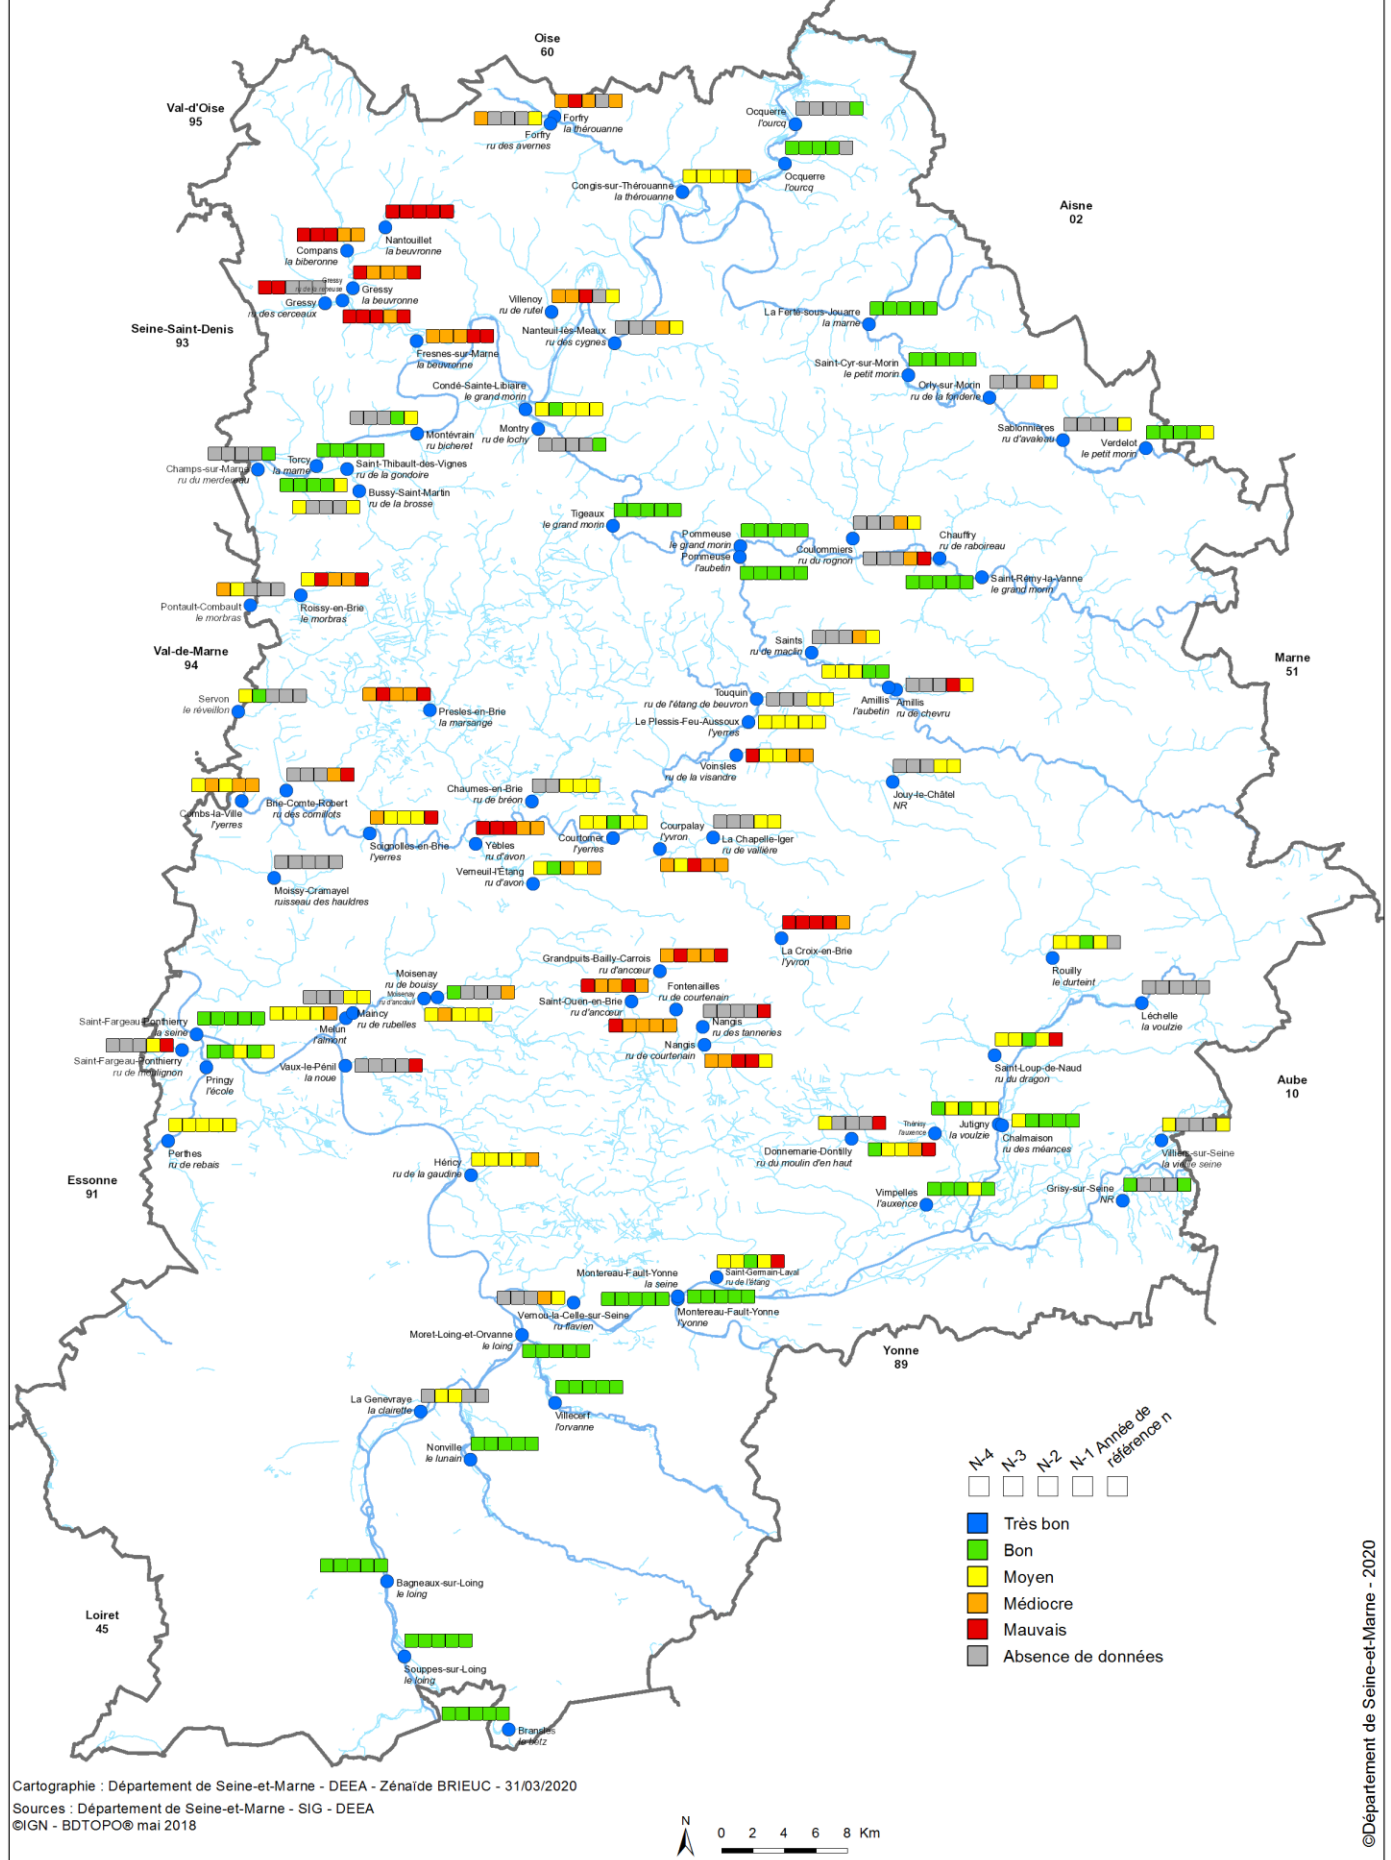 Oise
60
Val-d'Oise
95
Forfry
la thérouanne
Forfry
ru des avernes
Ocquerre
l'ourcq
Ocquerre
l'ourcq
Congis-sur-Thérouanne
la thérouanne
Aisne
02
Nantouillet
la beuvronne
Compans
la biberonne
Gressy
Gressy
la beuvronne
Gressy
ru des cerceaux
Villenoy
ru de rutel
Nanteuil-lès-Meaux
ru des cygnes
La Ferté-sous-Jouarre
la marne
Seine-Saint-Denis
93
Fresnes-sur-Marne
la beuvronne
Saint-Cyr-sur-Morin
le petit morin
Orly-sur-Morin
ru de la fonderie
Condé-Sainte-Libiaire
le grand morin
Montry
ru de lochy
Sablonnières
ru d'avaleau
Verdelot
le petit morin
Montévrain
ru bicheret
Champs-sur-Marne
ru du merdereau
Torcy
la marne
Saint-Thibault-des-Vignes
ru de la gondoire
Bussy-Saint-Martin
ru de la brosse
Tigeaux
le grand morin
Pommeuse
le grand morin
Pommeuse
l'aubetin
Coulommiers
ru du rognon
Chauffry
ru de raboireau
Saint-Rémy-la-Vanne
le grand morin
Pontault-Combault
le morbras
Roissy-en-Brie
le morbras
Saints
ru de maclin
Val-de-Marne
94
Marne
51
Servon
le réveillon
Presles-en-Brie
la marsange
Touquin
ru de l'étang de beuvron
Amillis
l'aubetin
Amillis
ru de chevru
Le Plessis-Feu-Aussoux
l'yerres
Voinsles
ru de la visandre
Jouy-le-Châtel
NR
Combs-la-Ville
l'yerres
Brie-Comte-Robert
ru des cornillots
Chaumes-en-Brie
ru de bréon
Soignolles-en-Brie
l'yerres
Yèbles
ru d'avon
Courtomer
l'yerres
Courpalay
l'yvron
La Chapelle-Iger
ru de vallière
Verneuil-l'Étang
ru d'avon
Moissy-Cramayel
ruisseau des hauldres
La Croix-en-Brie
l'yvron
Grandpuits-Bailly-Carrois
ru d'ancœur
Rouilly
le durteint
Moisenay
ru de bouisy
Moisenay
ru d'ancœuil
Saint-Ouen-en-Brie
ru d'ancœur
Fontenailles
ru de courtenain
Léchelle
la voulzie
Maincy
ru de rubelles
Melun
l'almont
Nangis
ru des tanneries
Nangis
ru de courtenain
Saint-Fargeau-Ponthierry
la seine
Saint-Fargeau-Ponthierry
ru de moulignon
Pringy
l'école
Vaux-le-Pénil
la noue
Saint-Loup-de-Naud
ru du dragon
Aube
10
Perthes
ru de rebais
Donnemarie-Dontilly
ru du moulin d'en haut
Thénisy
l'auxence
Jutigny
la voulzie
Chalmaison
ru des méances
Villiers-sur-Seine
la vieille seine
Essonne
91
Héricy
ru de la gaudine
Vimpelles
l'auxence
Grisy-sur-Seine
NR
Saint-Germain-Laval
ru de l'étang
Montereau-Fault-Yonne
la seine
Montereau-Fault-Yonne
l'yonne
Vernou-la-Celle-sur-Seine
ru flavien
Moret-Loing-et-Orvanne
le loing
Yonne
89
La Genevraye
la clairette
Villecerf
l'orvanne
Nonville
le lunain
N-4
N-3
N-2
N-1
Année de
référence n
Très bon
Bon
Moyen
Médiocre
Mauvais
Absence de données
Bagneaux-sur-Loing
le loing
Loiret
45
Souppes-sur-Loing
le loing
Bransles
le betz
Cartographie : Département de Seine-et-Marne - DEEA - Zénaïde BRIEUC - 31/03/2020
Sources : Département de Seine-et-Marne - SIG - DEEA
©IGN - BDTOPO® mai 2018
N
0 2 4 6 8 Km
©Département de Seine-et-Marne - 2020